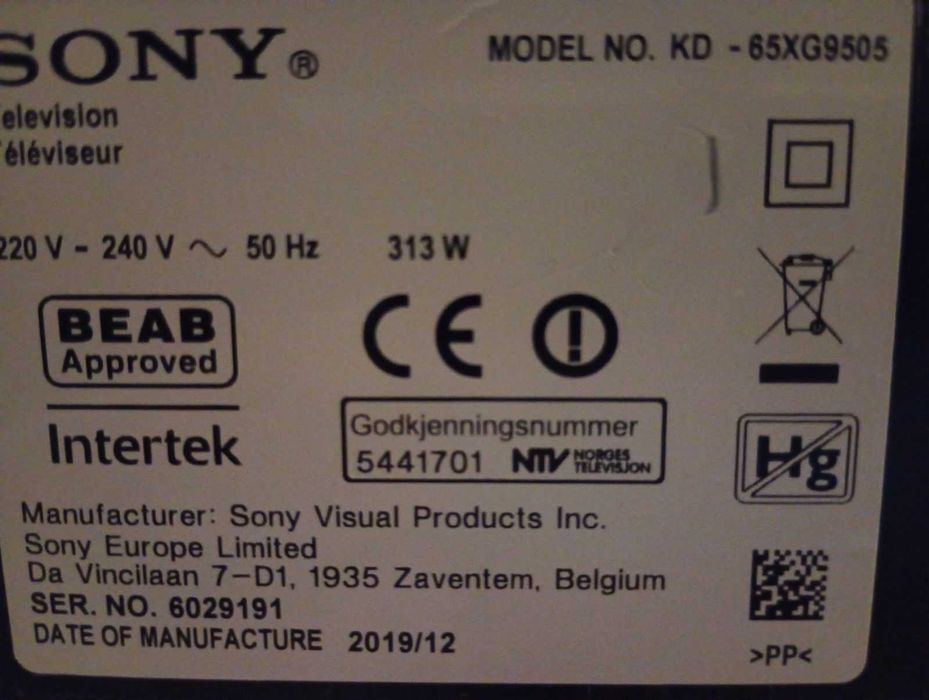 SONY®
MODEL NO. KD - 65XG9505
elevision
éléviseur
220 V - 240 V ~ 50 Hz 313 W
BEAB
Approved
CE
Intertek
Godkjenningsnummer
5441701 NTV NORGES TELEVISJON
Hg
Manufacturer: Sony Visual Products Inc.
Sony Europe Limited
Da Vincilaan 7-D1, 1935 Zaventem, Belgium
SER. NO. 6029191
DATE OF MANUFACTURE 2019/12
>PP<